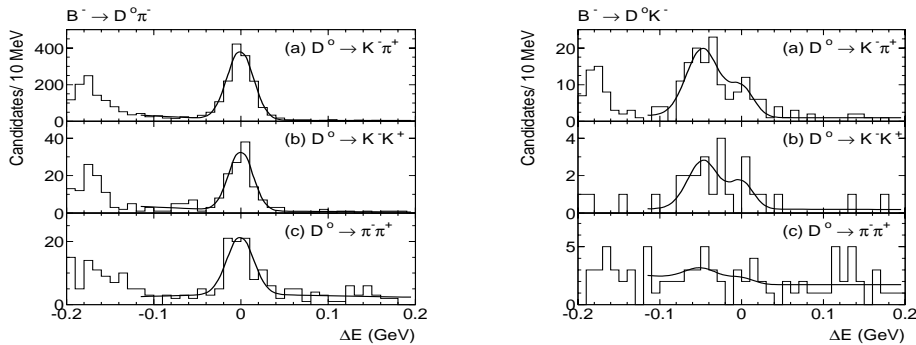 B⁻ → D⁰π⁻
Candidates/ 10 MeV
(a) D⁰ → K⁻π⁺
400
200
0
(b) D⁰ → K⁻K⁺
40
20
0
(c) D⁰ → π⁻π⁺
20
0
-0.2 -0.1 0 0.1 0.2
ΔE (GeV)
B⁻ → D⁰K⁻
Candidates/ 10 MeV
(a) D⁰ → K⁻π⁺
20
10
0
(b) D⁰ → K⁻K⁺
4
2
0
(c) D⁰ → π⁻π⁺
5
0
-0.2 -0.1 0 0.1 0.2
ΔE (GeV)